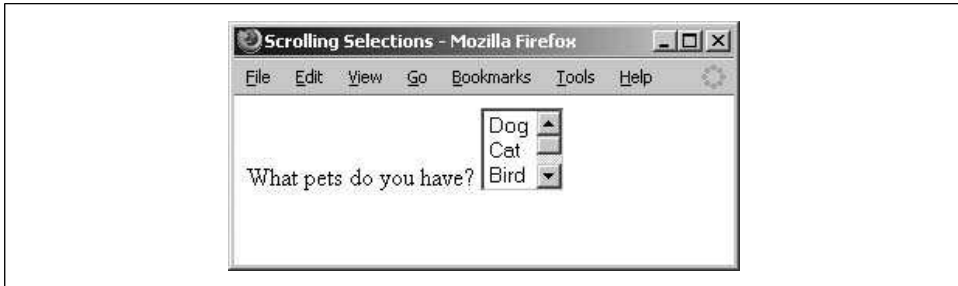 Scrolling Selections - Mozilla Firefox
File Edit View Go Bookmarks Tools Help
Dog
Cat
What pets do you have? Bird